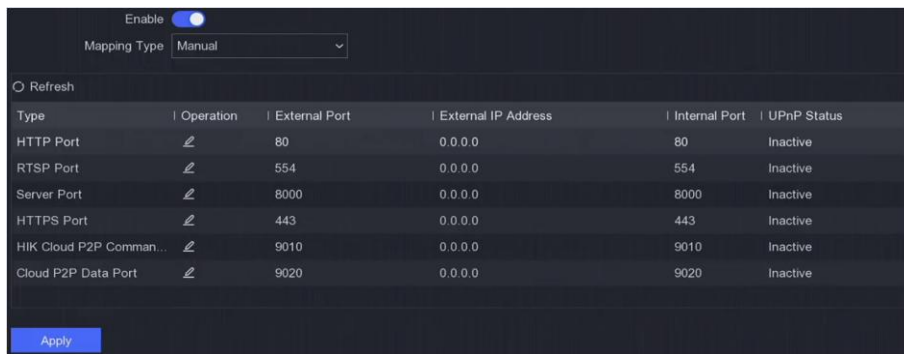 Enable
Mapping Type Manual
Refresh
Type Operation External Port External IP Address Internal Port UPnP Status
HTTP Port 80 0.0.0.0 80 Inactive
RTSP Port 554 0.0.0.0 554 Inactive
Server Port 8000 0.0.0.0 8000 Inactive
HTTPS Port 443 0.0.0.0 443 Inactive
HIK Cloud P2P Comman... 9010 0.0.0.0 9010 Inactive
Cloud P2P Data Port 9020 0.0.0.0 9020 Inactive
Apply